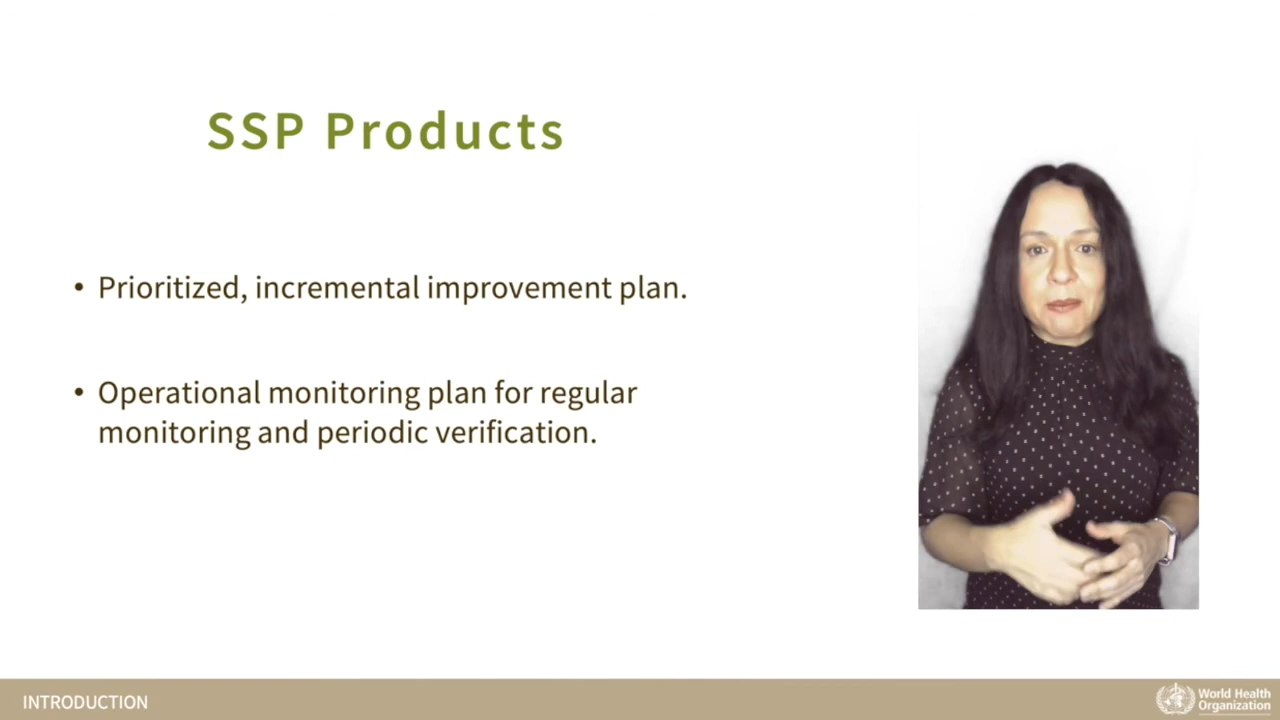 SSP Products
• Prioritized, incremental improvement plan.
• Operational monitoring plan for regular
monitoring and periodic verification.
INTRODUCTION
World Health
Organization